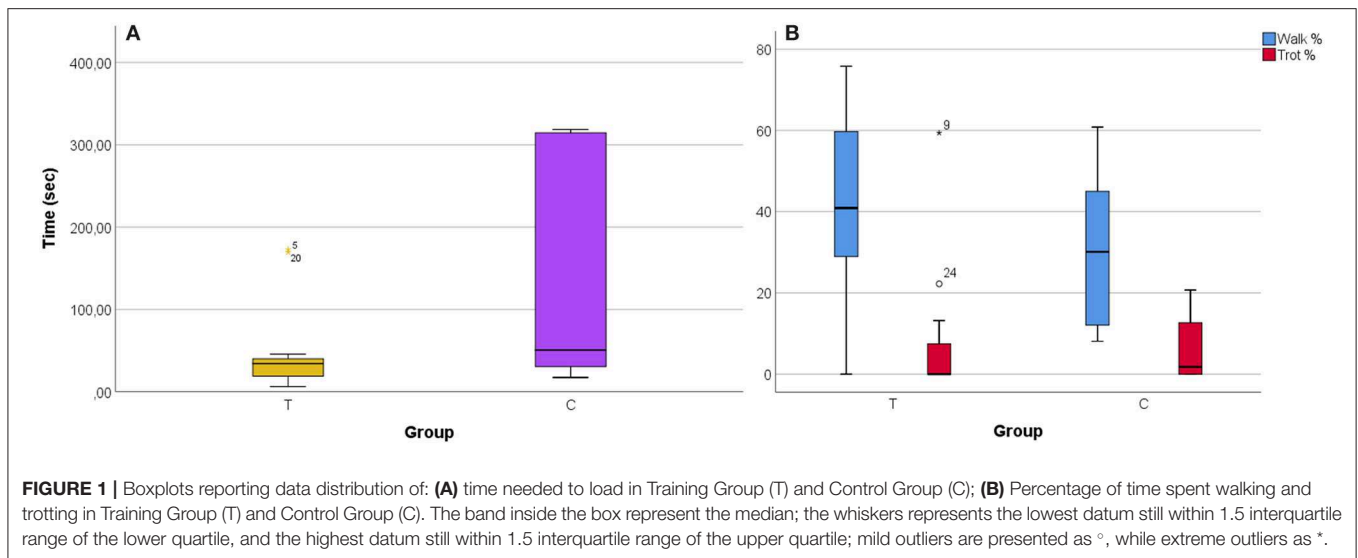 A
400,00
300,00
200,00
100,00
,00
Time (sec)
5
20
T
C
Group
B
Walk %
Trot %
80
60
40
20
0
9
24
T
C
Group
FIGURE 1 | Boxplots reporting data distribution of: (A) time needed to load in Training Group (T) and Control Group (C); (B) Percentage of time spent walking and
trotting in Training Group (T) and Control Group (C). The band inside the box represent the median; the whiskers represents the lowest datum still within 1.5 interquartile
range of the lower quartile, and the highest datum still within 1.5 interquartile range of the upper quartile; mild outliers are presented as °, while extreme outliers as *.